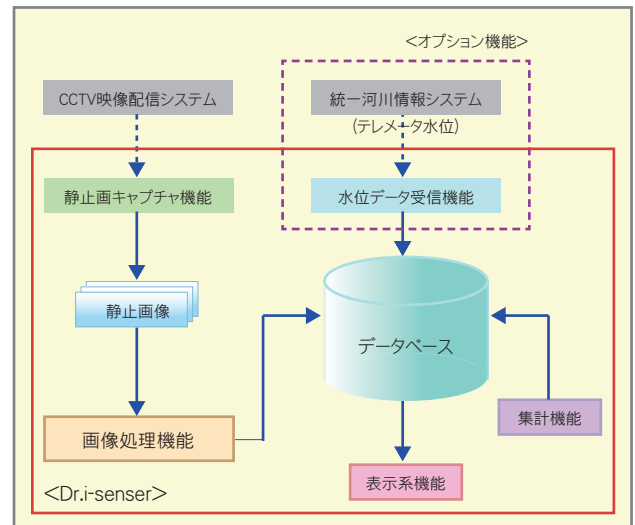 <オプション機能>
CCTV映像配信システム
統一河川情報システム
(テレメータ水位)
静止画キャプチャ機能
水位データ受信機能
静止画像
データベース
集計機能
画像処理機能
表示系機能
<Dr.i-senser>